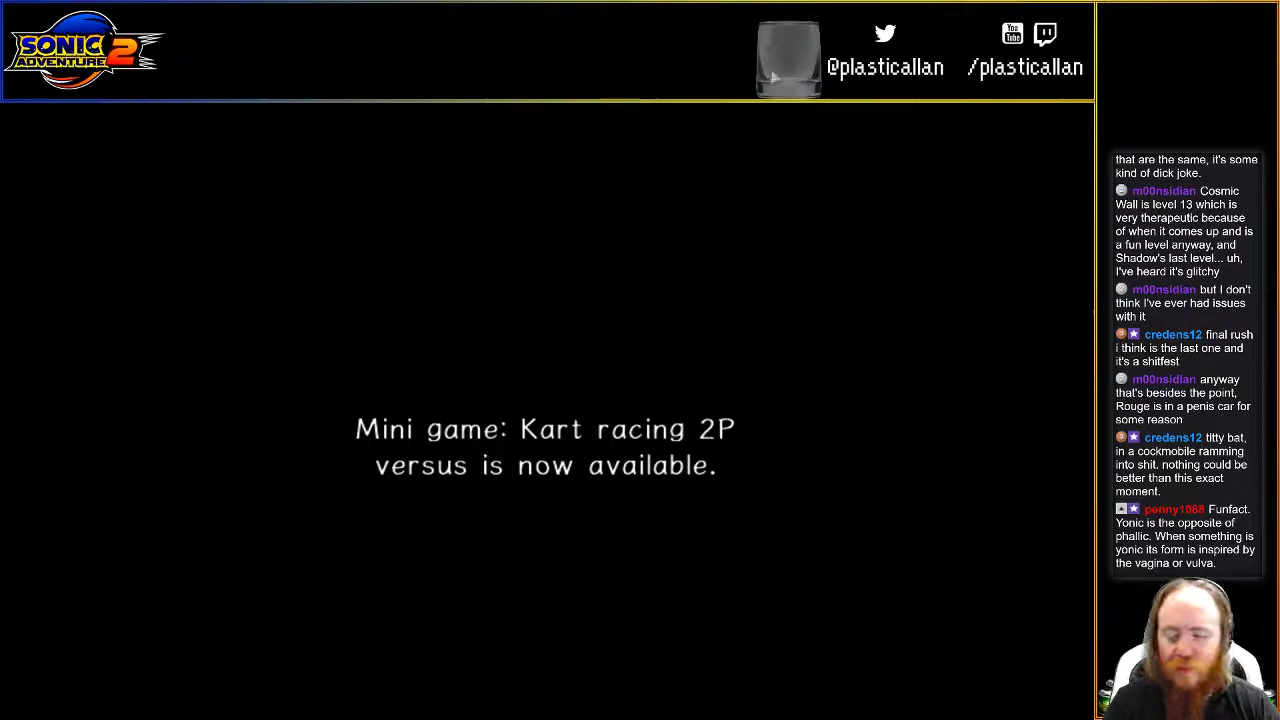 SONIC
ADVENTURE 2
@plasticallan
You
Tube
/plasticallan
Mini game: Kart racing 2P
versus is now available.
that are the same, it's some
kind of dick joke.
m00nsidian Cosmic
Wall is level 13 which is
very therapeutic because
of when it comes up and is
a fun level anyway, and
Shadow's last level... uh,
I've heard it's glitchy
m00nsidian but I don't
think I've ever had issues
with it
credens12 final rush
i think is the last one and
it's a shitfest
m00nsidian anyway
that's besides the point,
Rouge is in a penis car for
some reason
credens12 titty bat,
in a cockmobile ramming
into shit. nothing could be
better than this exact
moment.
penny1088 Funfact.
Yonic is the opposite of
phallic. When something is
yonic its form is inspired by
the vagina or vulva.